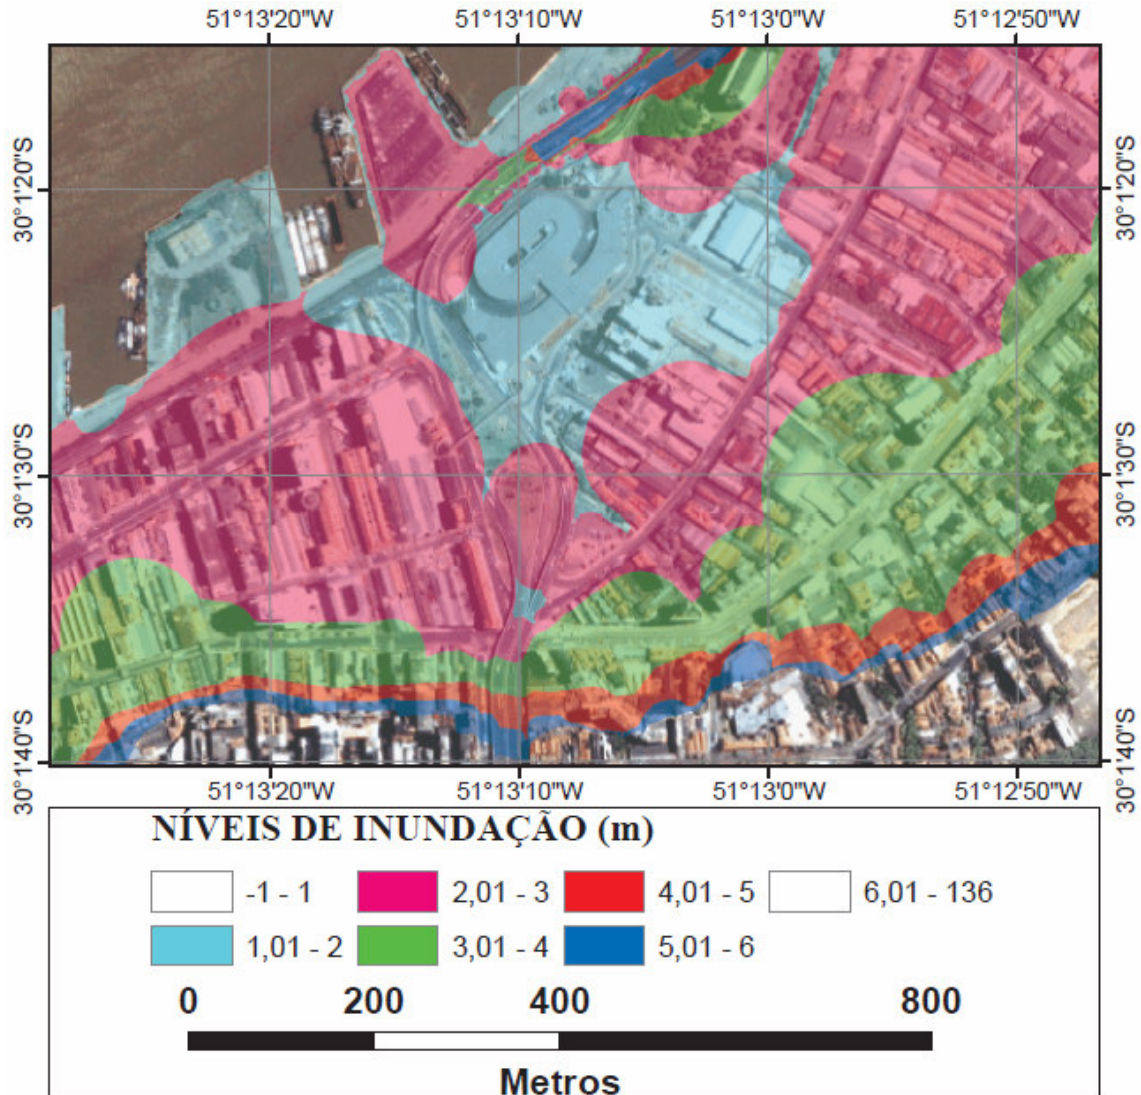 51°13'20"W 51°13'10"W 51°13'0"W 51°12'50"W
30°1'20"S 30°1'20"S
30°1'30"S 30°1'30"S
30°1'40"S 30°1'40"S
51°13'20"W 51°13'10"W 51°13'0"W 51°12'50"W
NÍVEIS DE INUNDAÇÃO (m)
-1 - 1 2,01 - 3 4,01 - 5 6,01 - 136
1,01 - 2 3,01 - 4 5,01 - 6
0 200 400 800
Metros